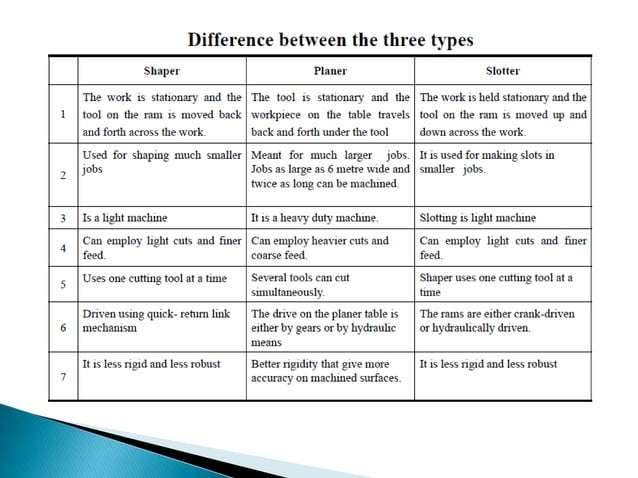 Difference between the three types
Shaper Planer Slotter
1
The work is stationary and the
tool on the ram is moved back
and forth across the work.
The tool is stationary and the
workpiece on the table travels
back and forth under the tool
The work is held stationary and the
tool on the ram is moved up and
down across the work.
2
Used for shaping much smaller
jobs
Meant for much larger jobs.
Jobs as large as 6 metre wide and
twice as long can be machined.
It is used for making slots in
smaller jobs.
3
Is a light machine
It is a heavy duty machine.
Slotting is light machine
4
Can employ light cuts and finer
feed.
Can employ heavier cuts and
coarse feed.
Can employ light cuts and finer
feed.
5
Uses one cutting tool at a time
Several tools can cut
simultaneously.
Shaper uses one cutting tool at a
time
6
Driven using quick- return link
mechanism
The drive on the planer table is
either by gears or by hydraulic
means
The rams are either crank-driven
or hydraulically driven.
7
It is less rigid and less robust
Better rigidity that give more
accuracy on machined surfaces.
It is less rigid and less robust